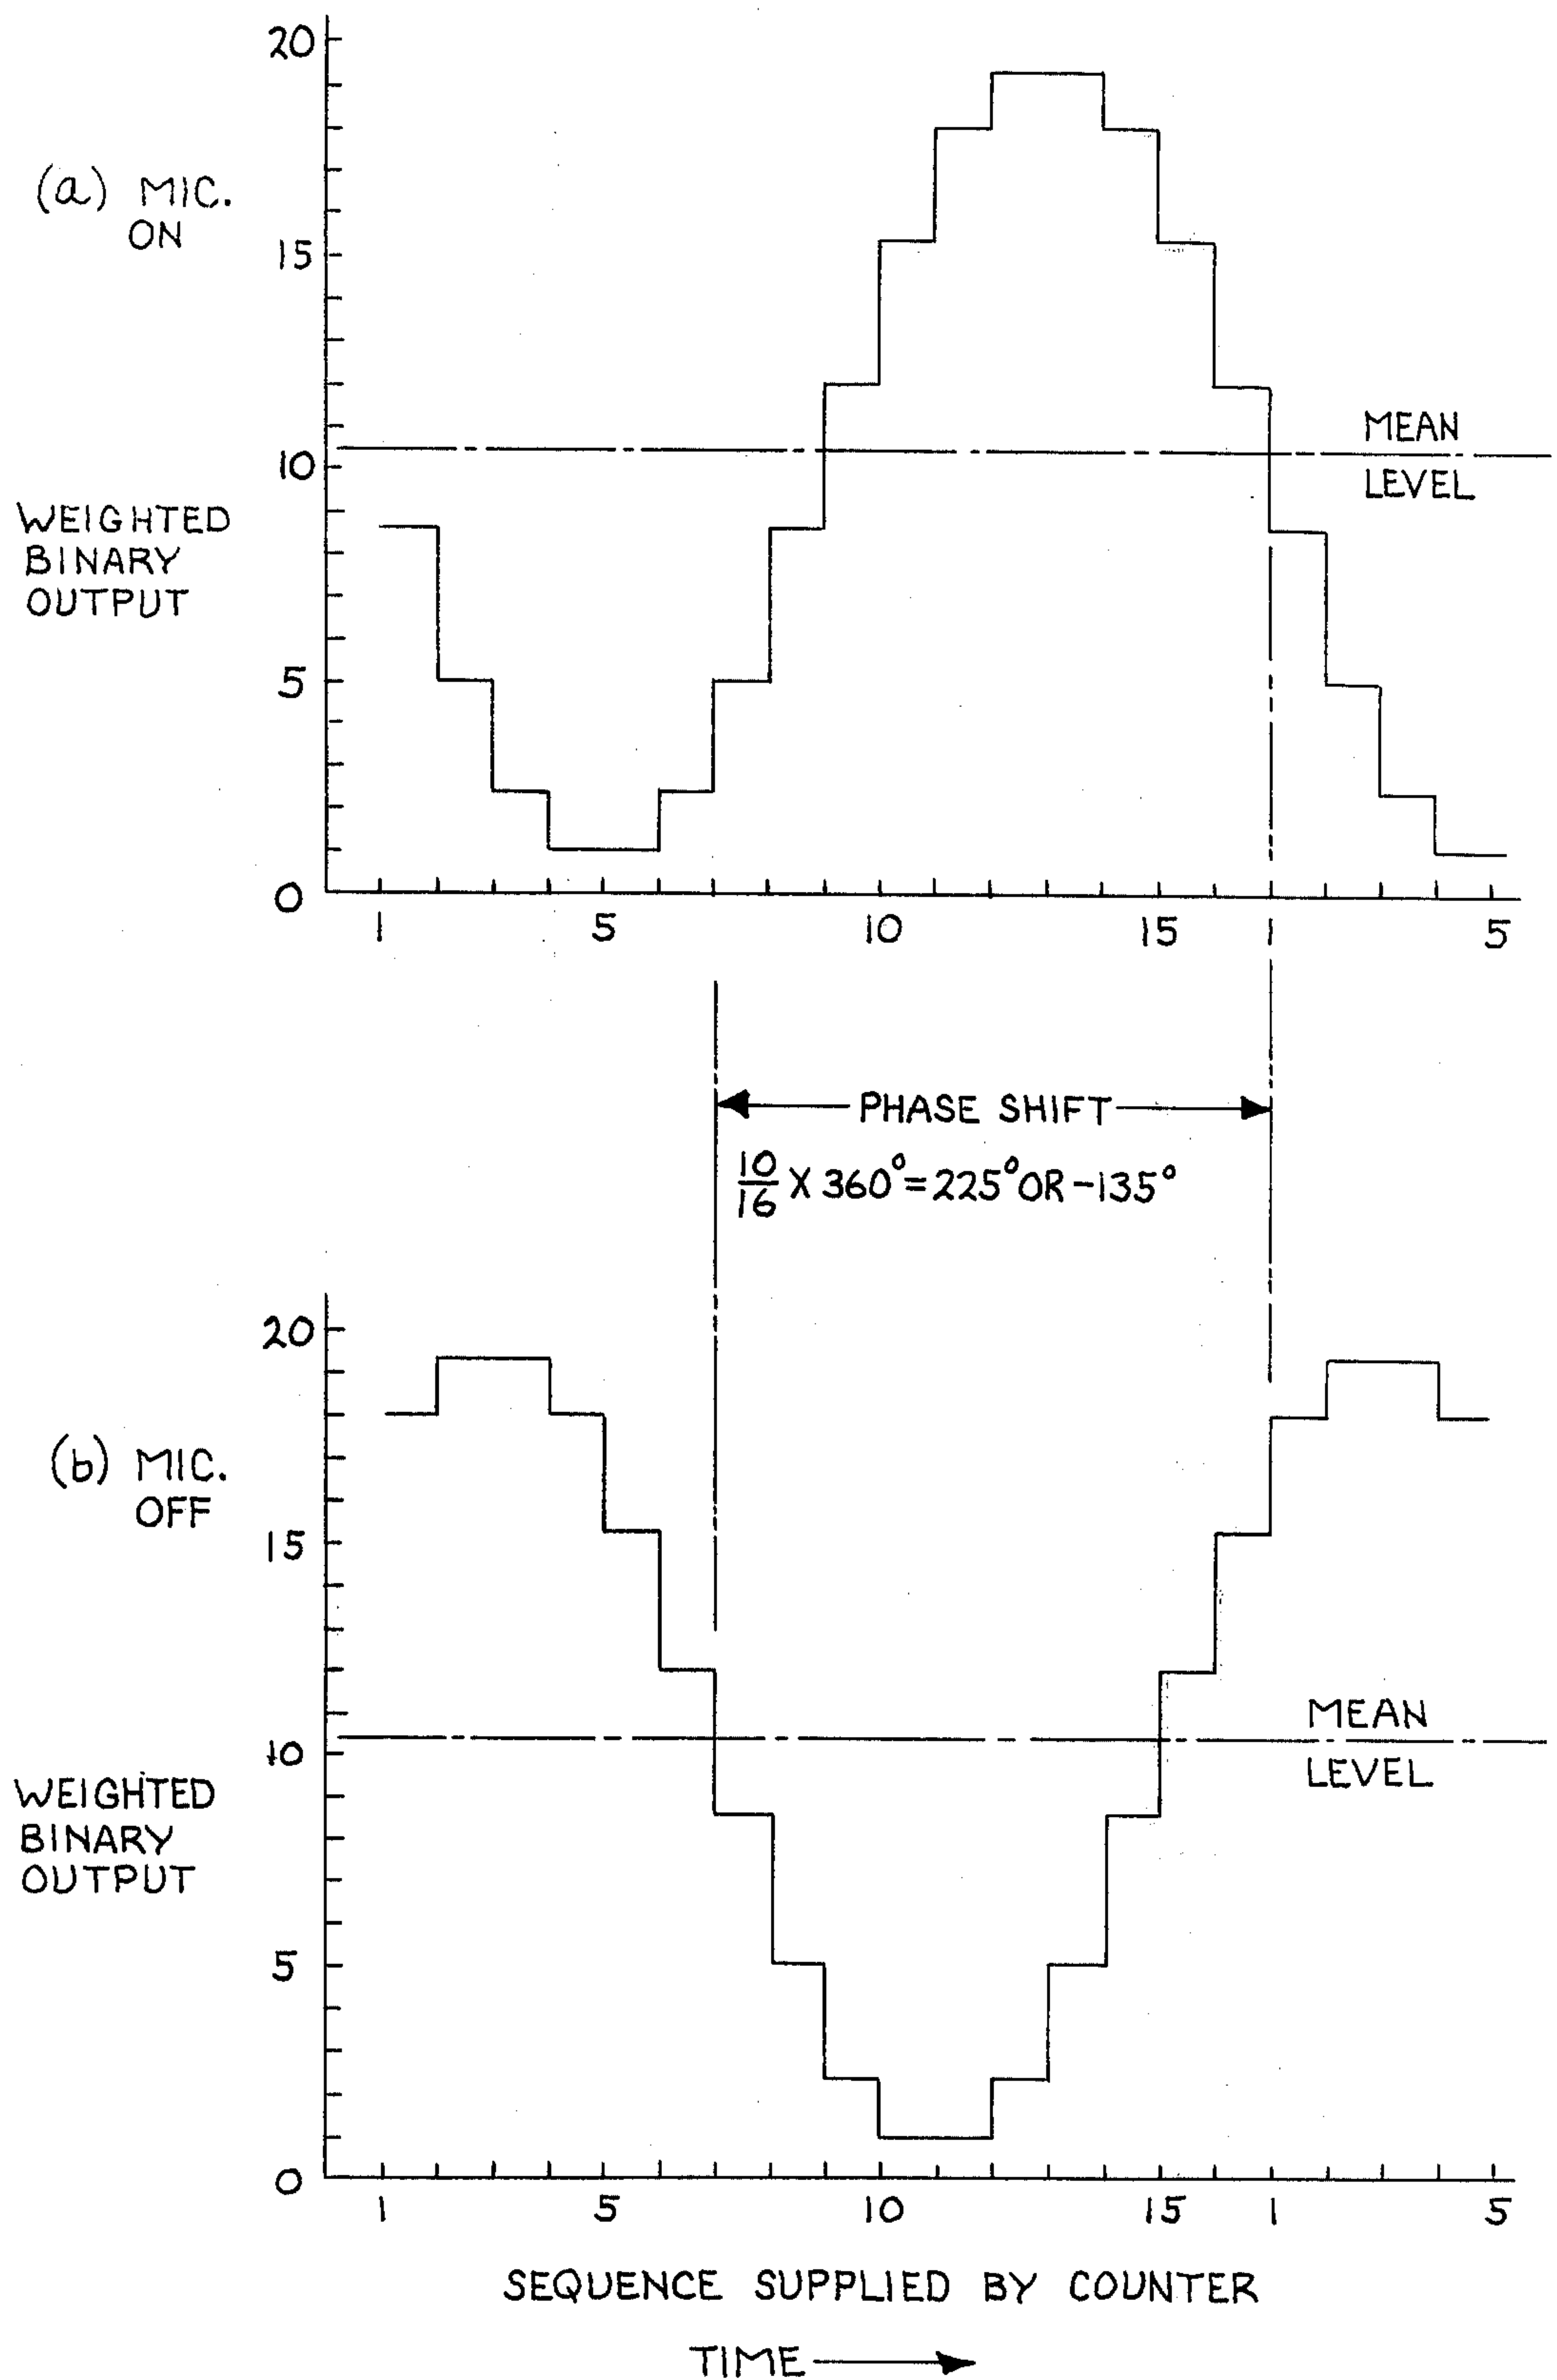 20
(a) MIC.
ON
15
MEAN
10
LEVEL
WEIGHTED
BINARY
OUTPUT
5
0
1 5 10 15 1 5
PHASE SHIFT
10/16 X 360° = 225° OR -135°
20
(b) MIC.
OFF
15
MEAN
10
LEVEL
WEIGHTED
BINARY
OUTPUT
5
0
1 5 10 15 1 5
SEQUENCE SUPPLIED BY COUNTER
TIME